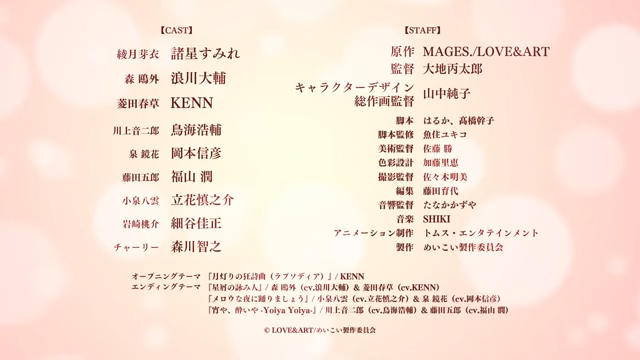 【CAST】
綾月芽衣 諸星すみれ
森 鴎外 浪川大輔
菱田春草 KENN
川上音二郎 鳥海浩輔
泉 鏡花 岡本信彦
藤田五郎 福山 潤
小泉八雲 立花慎之介
岩崎桃介 細谷佳正
チャーリー 森川智之
【STAFF】
原作 MAGES./LOVE&ART
監督 大地丙太郎
キャラクターデザイン
総作画監督 山中純子
脚本 はるか、高橋幹子
脚本監修 魚住ユキコ
美術監督 佐藤 勝
色彩設計 加藤里恵
撮影監督 佐々木明美
編集 藤田育代
音響監督 たなかかずや
音楽 SHIKI
アニメーション制作 トムス・エンタテインメント
製作 めいこい製作委員会
オープニングテーマ 『月灯りの狂詩曲（ラプソディア）』/ KENN
エンディングテーマ 『星屑の詠み人』/ 森 鴎外（cv.浪川大輔）& 菱田春草（cv.KENN）
『メロウな夜に踊りましょう』/ 小泉八雲（cv.立花慎之介）& 泉 鏡花（cv.岡本信彦）
『宵や、酔いや -Yoiya Yoiya-』/ 川上音二郎（cv.鳥海浩輔）& 藤田五郎（cv.福山 潤）
© LOVE&ART/めいこい製作委員会